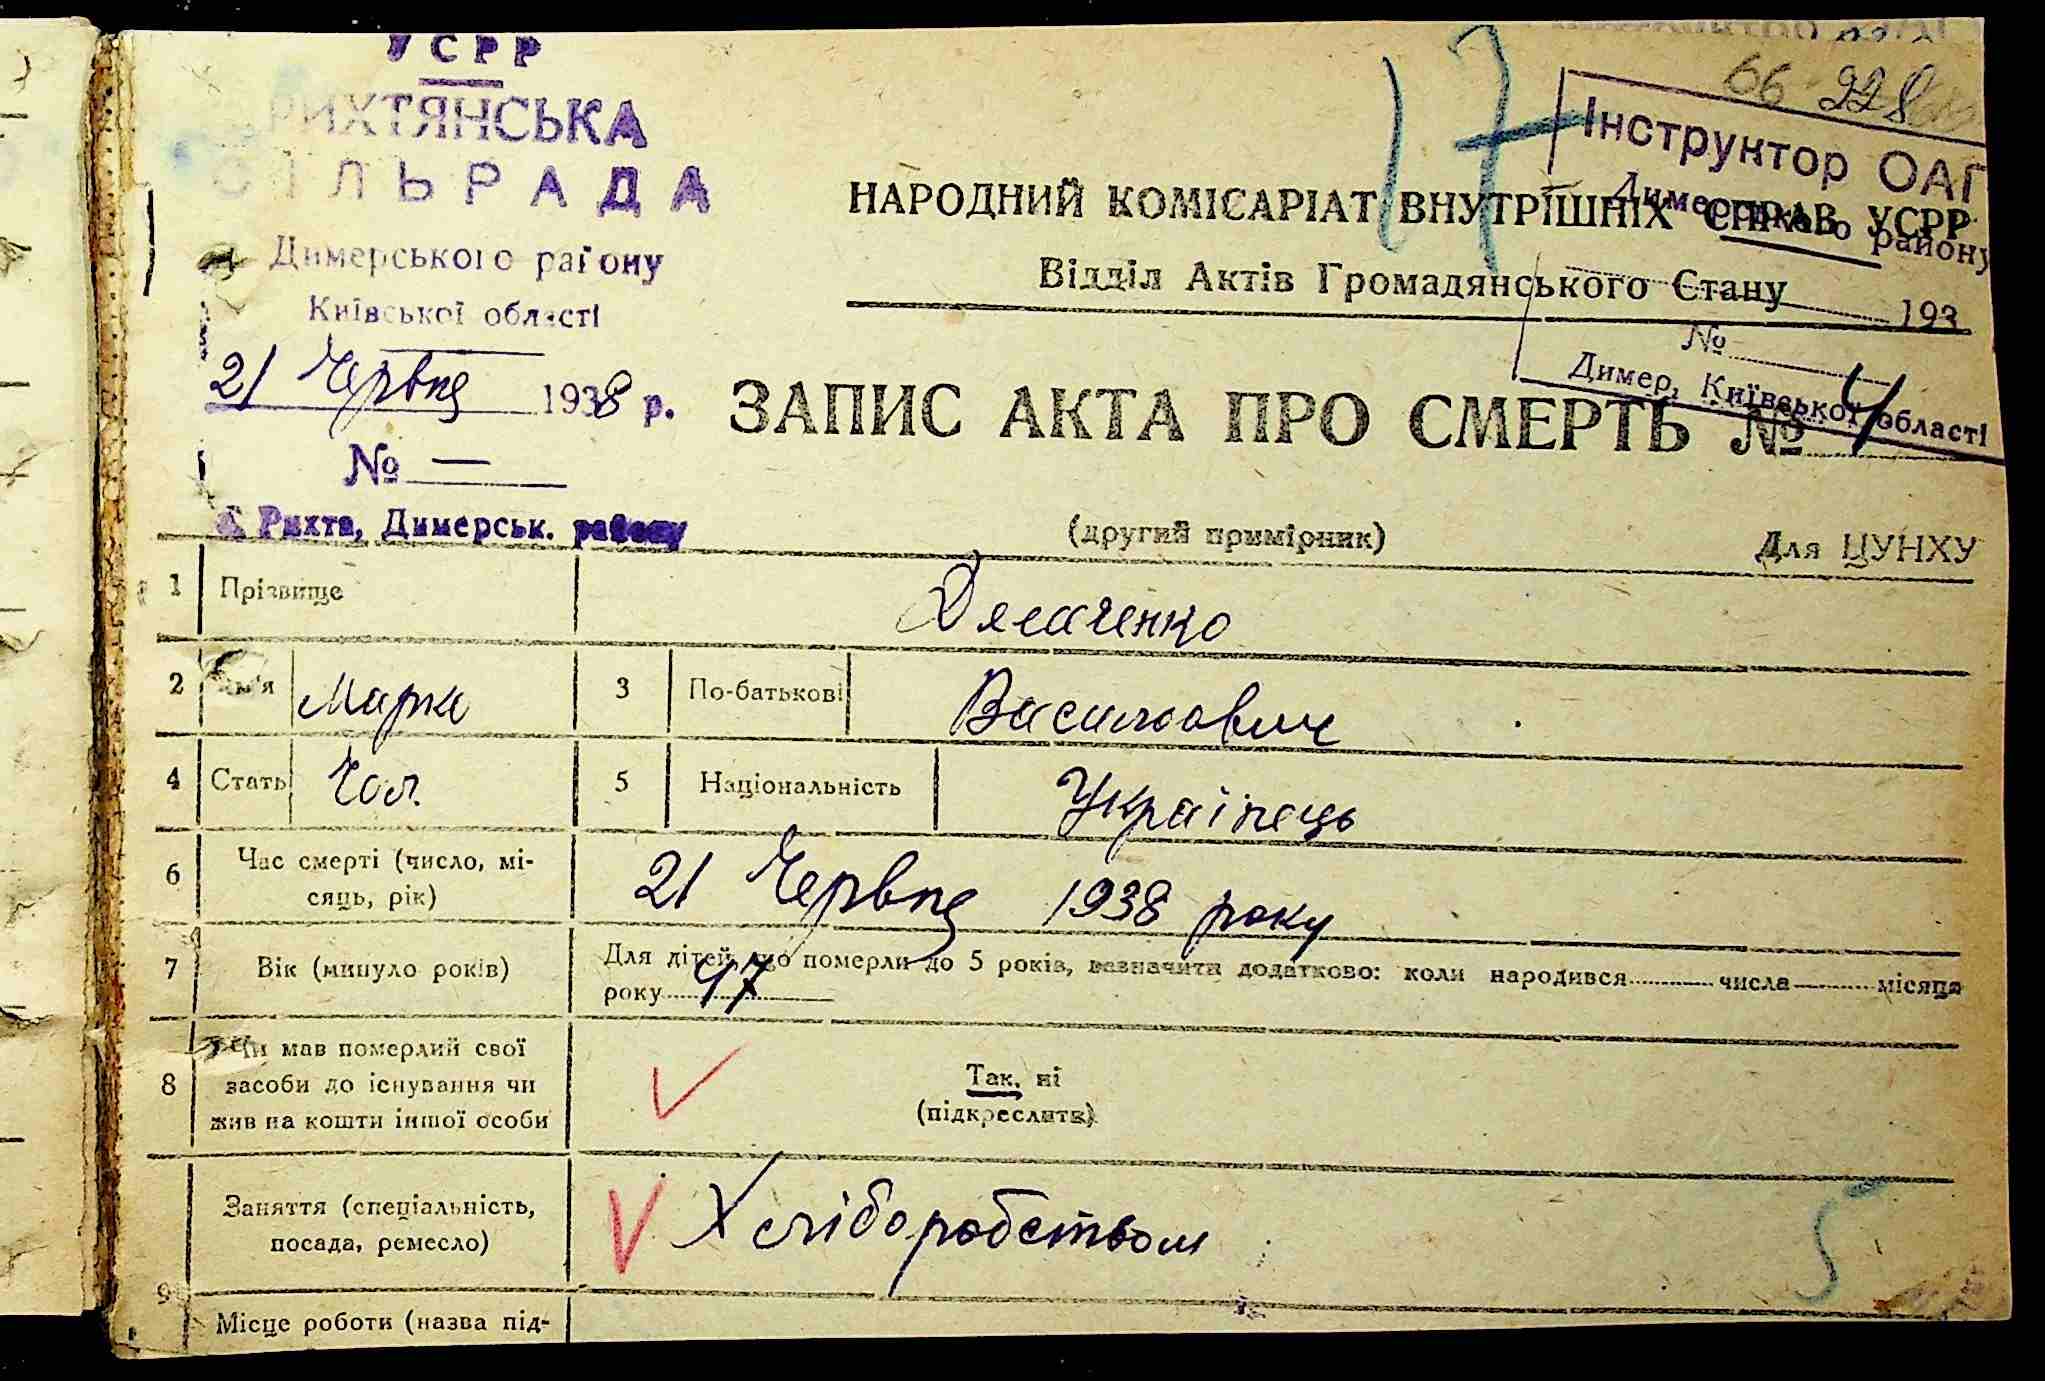 УСРР
РИХТЯНСЬКА
СІЛЬРАДА
Димерського району
Київської області
21 Червня 1938 р.
№ —
с. Рихта, Димерськ. району
17
66 228
Інструктор ОАГ
Димерського району
193
№
Димер, Київської області
НАРОДНИЙ КОМІСАРІАТ ВНУТРІШНІХ СПРАВ УСРР
Відділ Актів Громадянського Стану
ЗАПИС АКТА ПРО СМЕРТЬ № 4
(другий примірник)
Для ЦУНХУ
1 Прізвище
2 Ім'я Марко 3 По-батькові Васильович
4 Стать Чол. 5 Національність Українець
6 Час смерті (число, мі-
сяць, рік) 21 Червня 1938 року
7 Вік (минуло років) Для дітей, що померли до 5 років, зазначити додатково: коли народився числа місяця
року 47
8 Чи мав померлий свої
засоби до існування чи
жив на кошти іншої особи
Так, ні
(підкреслити)
9 Заняття (спеціальність,
посада, ремесло) Хліборобством
5
Місце роботи (назва під-